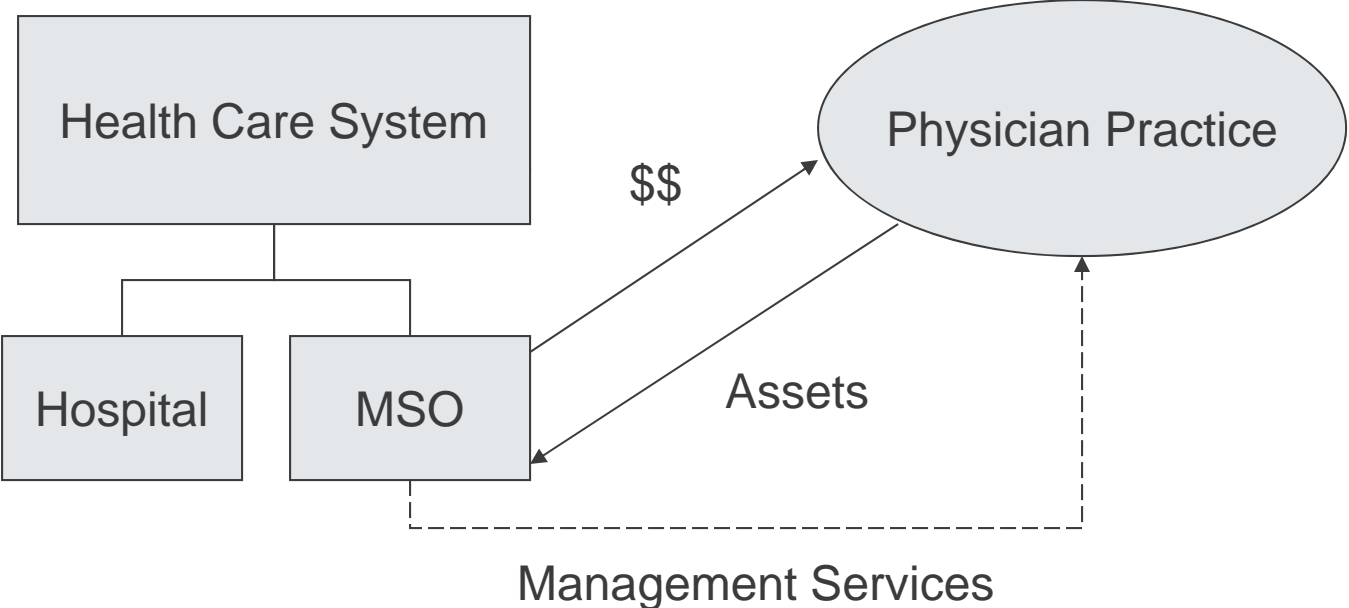 Health Care System
Physician Practice
$$
Hospital
MSO
Assets
Management Services